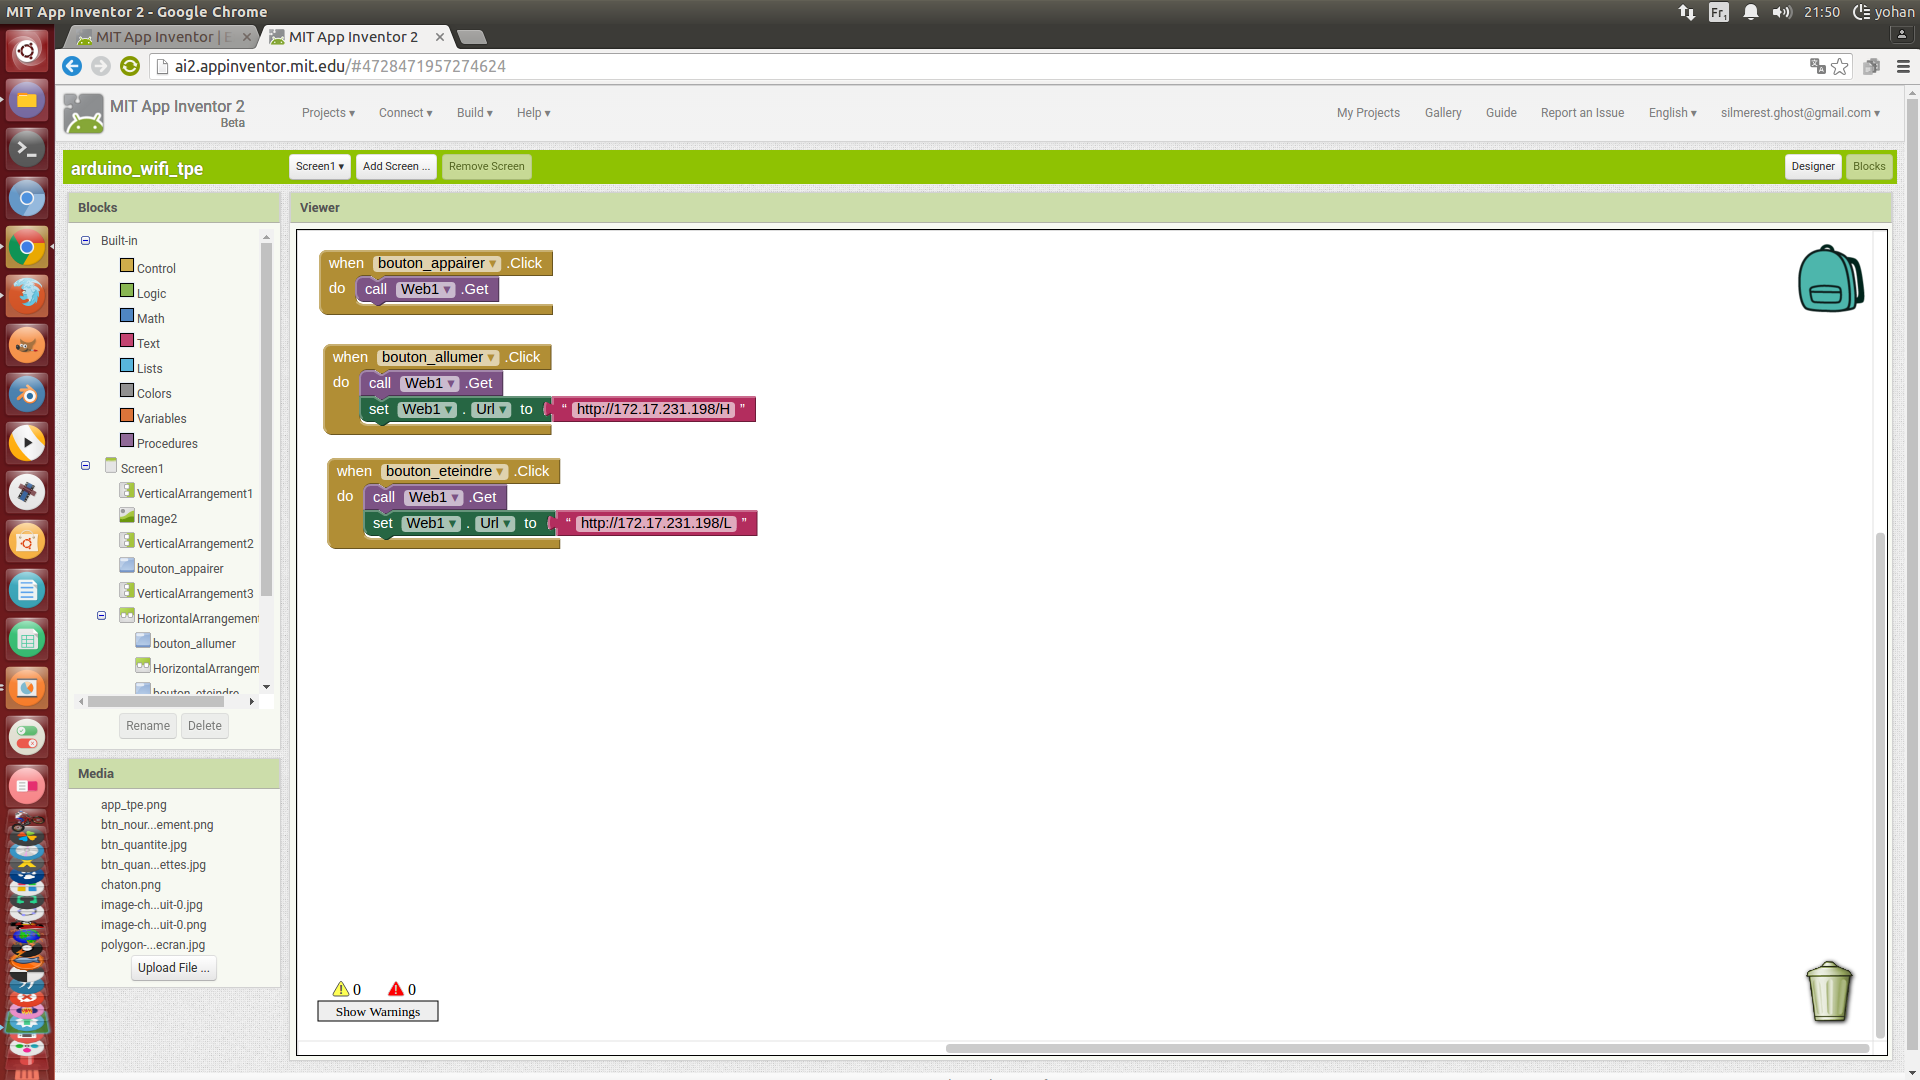 MIT App Inventor 2 - Google Chrome
Fr1 21:50 yohan
MIT App Inventor | E
MIT App Inventor 2
ai2.appinventor.mit.edu/#4728471957274624
MIT App Inventor 2
Beta
Projects ▾ Connect ▾ Build ▾ Help ▾
My Projects Gallery Guide Report an Issue English ▾ silmerest.ghost@gmail.com ▾
arduino_wifi_tpe
Screen1 ▾ Add Screen ... Remove Screen
Designer Blocks
Blocks
Built-in
Control
Logic
Math
Text
Lists
Colors
Variables
Procedures
Screen1
VerticalArrangement1
Image2
VerticalArrangement2
bouton_appairer
VerticalArrangement3
HorizontalArrangement
bouton_allumer
HorizontalArrangem
bouton_eteindre
Rename Delete
Media
app_tpe.png
btn_nour...ement.png
btn_quantite.jpg
btn_quan...ettes.jpg
chaton.png
image-ch...uit-0.jpg
image-ch...uit-0.png
polygon-...ecran.jpg
Upload File ...
Viewer
when bouton_appairer ▾ .Click
do call Web1 ▾ .Get
when bouton_allumer ▾ .Click
do call Web1 ▾ .Get
set Web1 ▾ . Url ▾ to “ http://172.17.231.198/H ”
when bouton_eteindre ▾ .Click
do call Web1 ▾ .Get
set Web1 ▾ . Url ▾ to “ http://172.17.231.198/L ”
0 0
Show Warnings